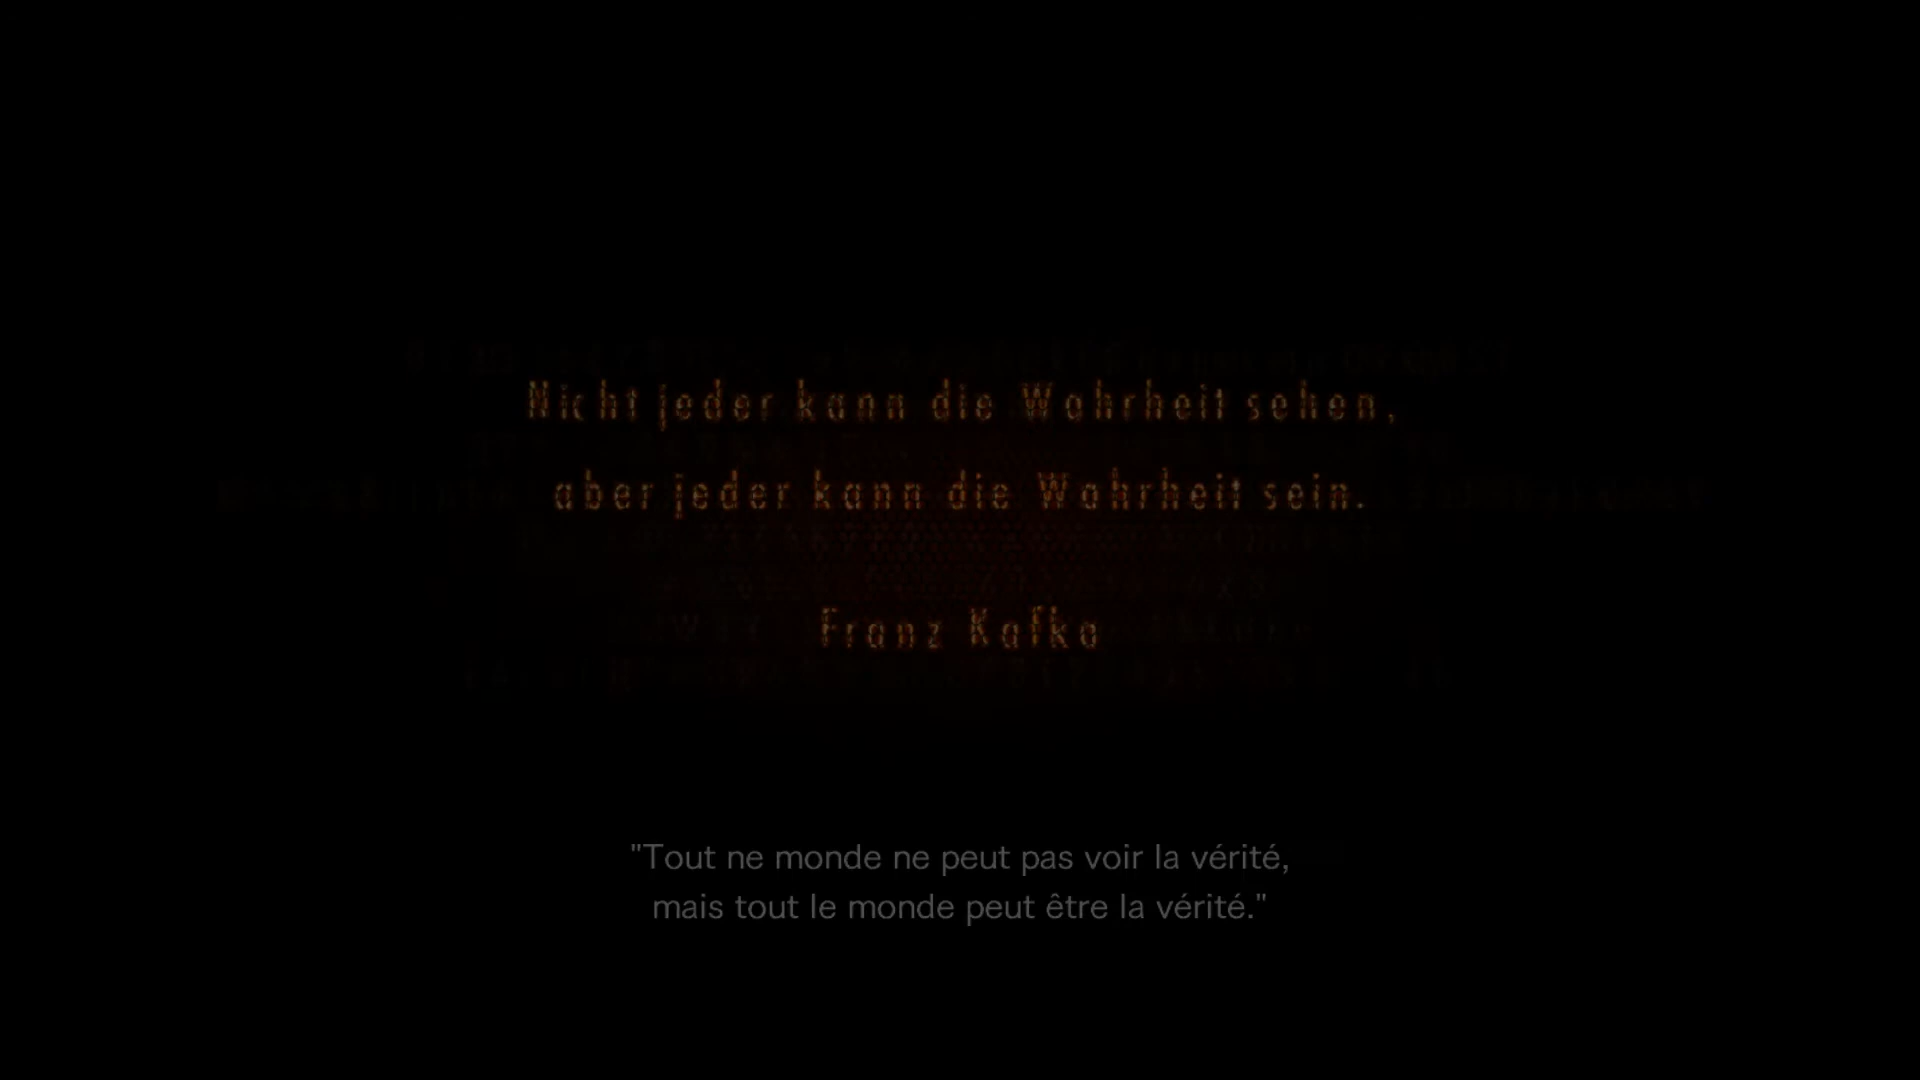 Nicht jeder kann die Wahrheit sehen,
aber jeder kann die Wahrheit sein.
Franz Kafka
"Tout ne monde ne peut pas voir la vérité,
mais tout le monde peut être la vérité."